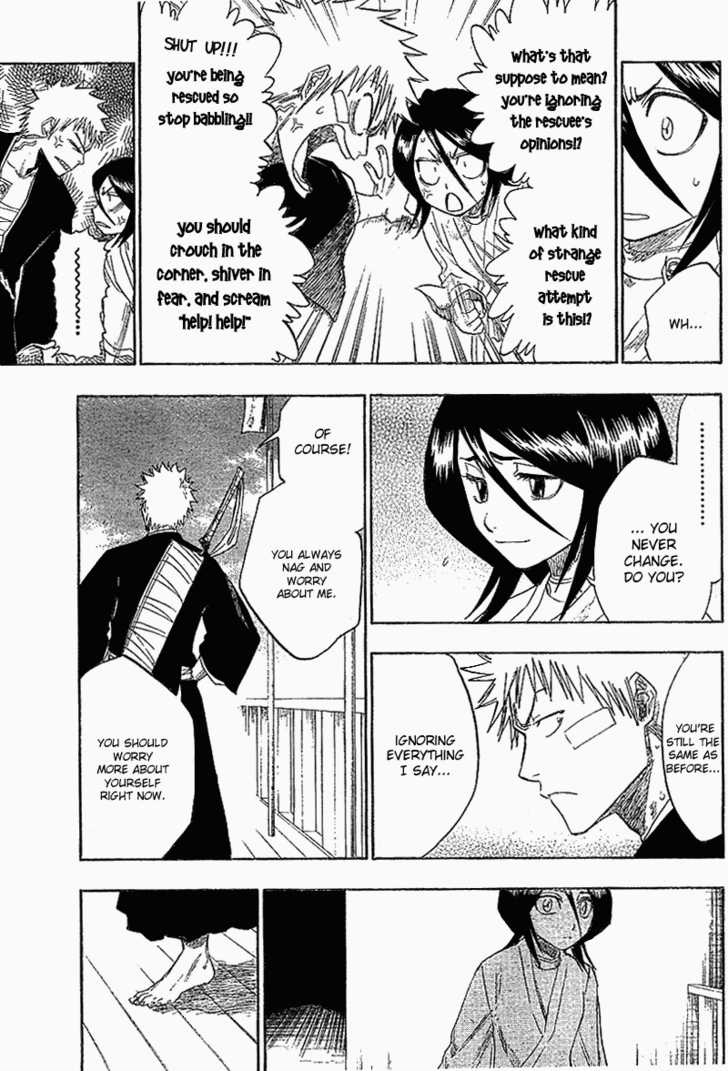 WH...
What's that
suppose to mean?
you're ignoring
the rescuee's
opinions!?
What kind
of strange
rescue
attempt
is this!?
SHUT UP!!!
you're being
rescued so
stop babbling!!
you should
crouch in the
corner, shiver in
fear, and scream
"help! help!"
.........
.........
... YOU
NEVER
CHANGE.
DO YOU?
YOU'RE
STILL THE
SAME AS
BEFORE...
IGNORING
EVERYTHING
I SAY...
OF
COURSE!
YOU ALWAYS
NAG AND
WORRY
ABOUT ME.
YOU SHOULD
WORRY
MORE ABOUT
YOURSELF
RIGHT NOW.